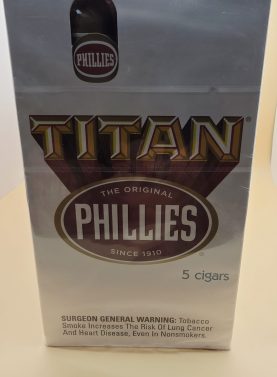 PHILLIES
TITAN®
THE ORIGINAL
PHILLIES
SINCE 1910
®
5 cigars
SURGEON GENERAL WARNING: Tobacco
Smoke Increases The Risk Of Lung Cancer
And Heart Disease, Even In Nonsmokers.